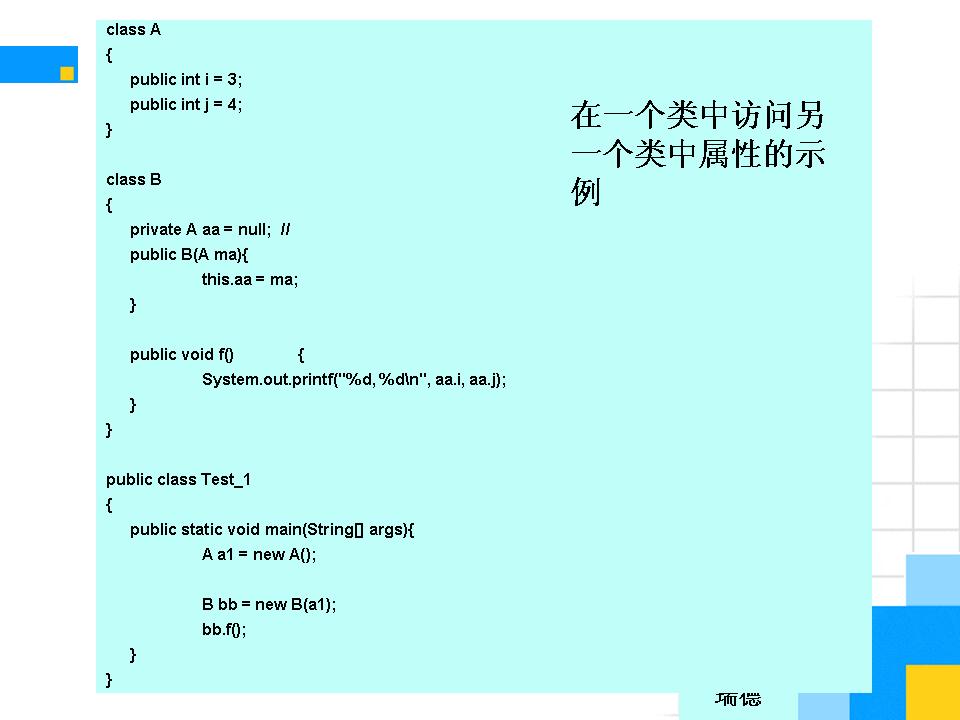 class A
{
public int i = 3;
public int j = 4;
}
class B
{
private A aa = null;  //
public B(A ma){
this.aa = ma;
}
public void f()          {
System.out.printf("%d, %d\n", aa.i, aa.j);
}
}
public class Test_1
{
public static void main(String[] args){
A a1 = new A();
B bb = new B(a1);
bb.f();
}
}
在一个类中访问另
一个类中属性的示
例
瑞德